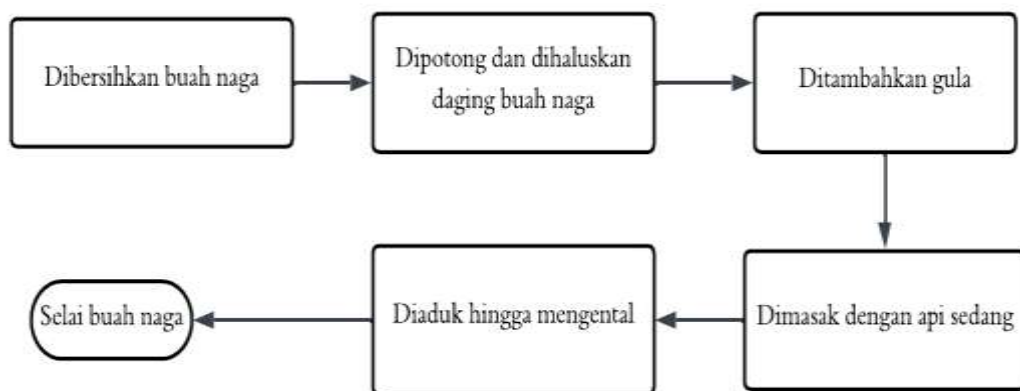 Dibersihkan buah naga
Dipotong dan dihaluskan
daging buah naga
Ditambahkan gula
Dimasak dengan api sedang
Diaduk hingga mengental
Selai buah naga